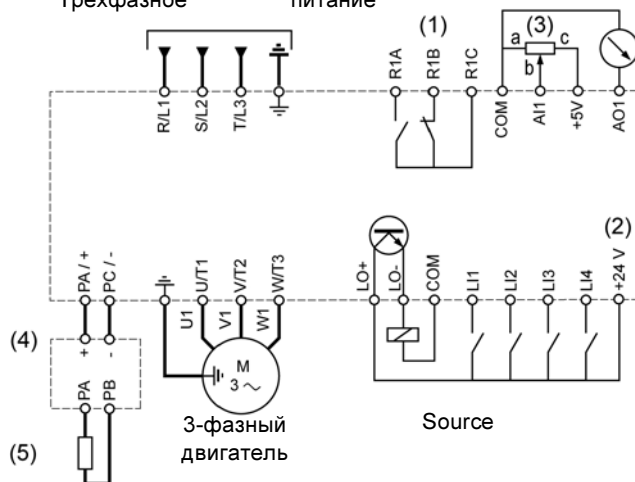 трехфазное питание
(1) (3)
R1A R1B R1C
a c
b
R/L1 S/L2 T/L3
COM AI1 +5V AO1
(2)
PA / + PC / - U/T1 V/T2 W/T3
LO+ LO- COM LI1 LI2 LI3 LI4 +24 V
U1 V1 W1
(4)
+ -
M
3 ~
PA PB
3-фазный
двигатель
Source
(5)